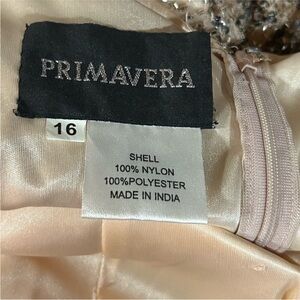 PRIMAVERA
16
SHELL
100% NYLON
100%POLYESTER
MADE IN INDIA